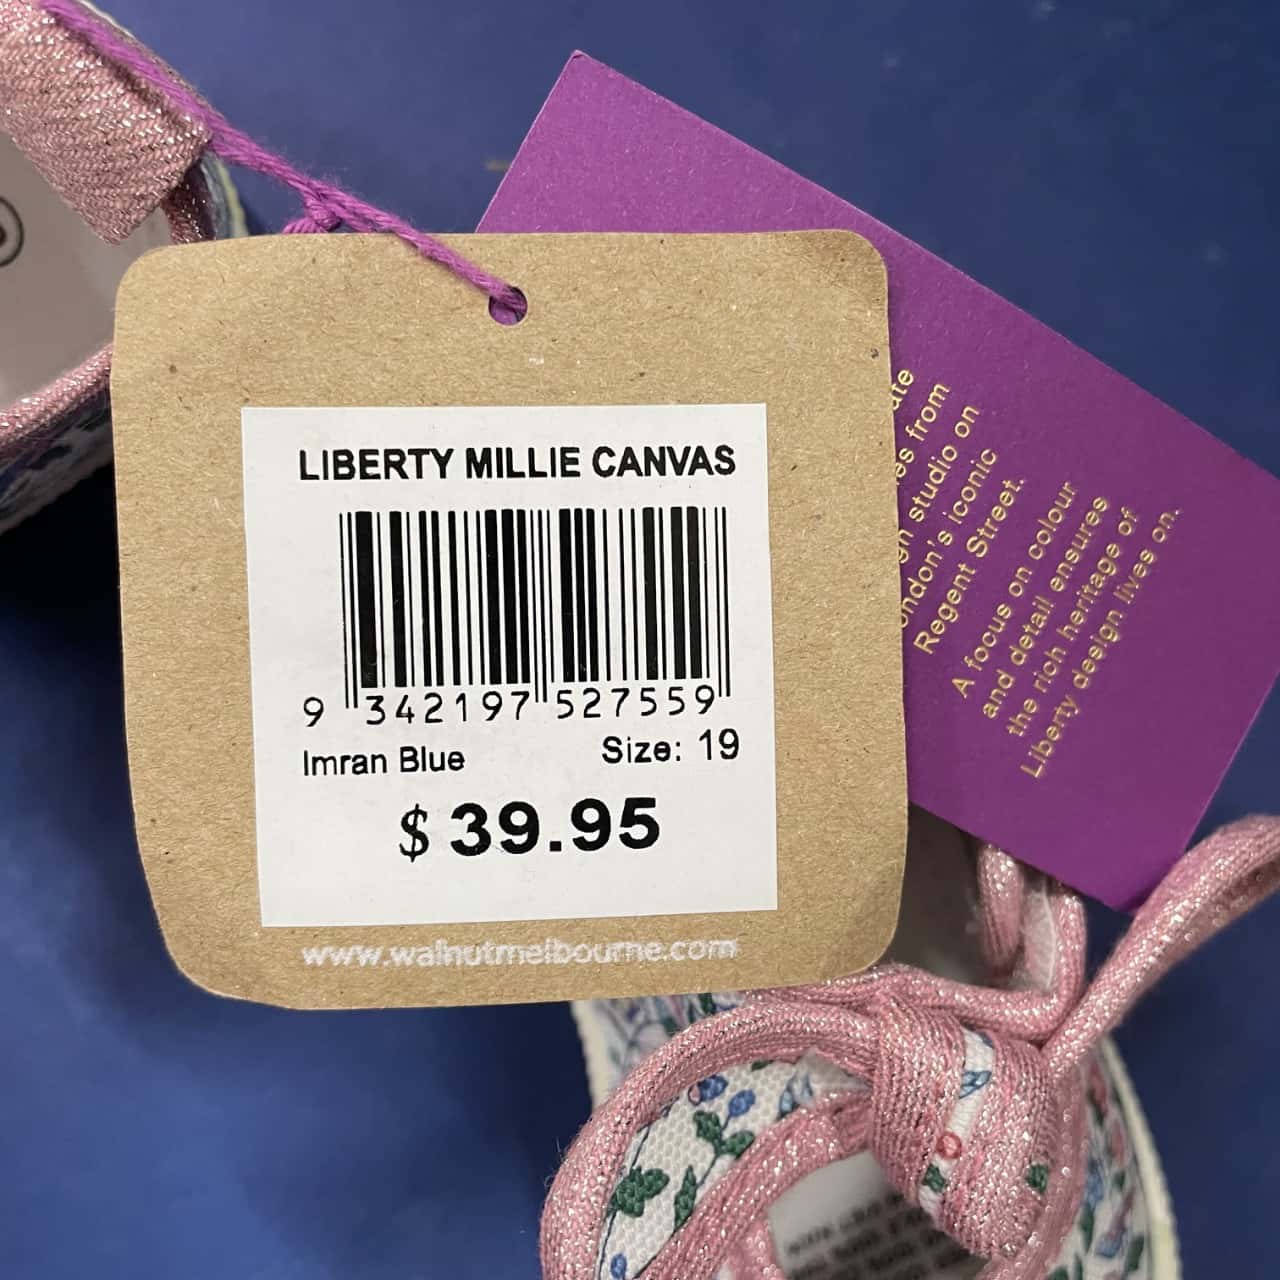 LIBERTY MILLIE CANVAS
9 342197 527559
Imran Blue
Size: 19
$ 39.95
www.walnutmelbourne.com
from
studio on
iconic
Regent Street.
A focus on colour
and detail ensures
the rich heritage of
Liberty design lives on.